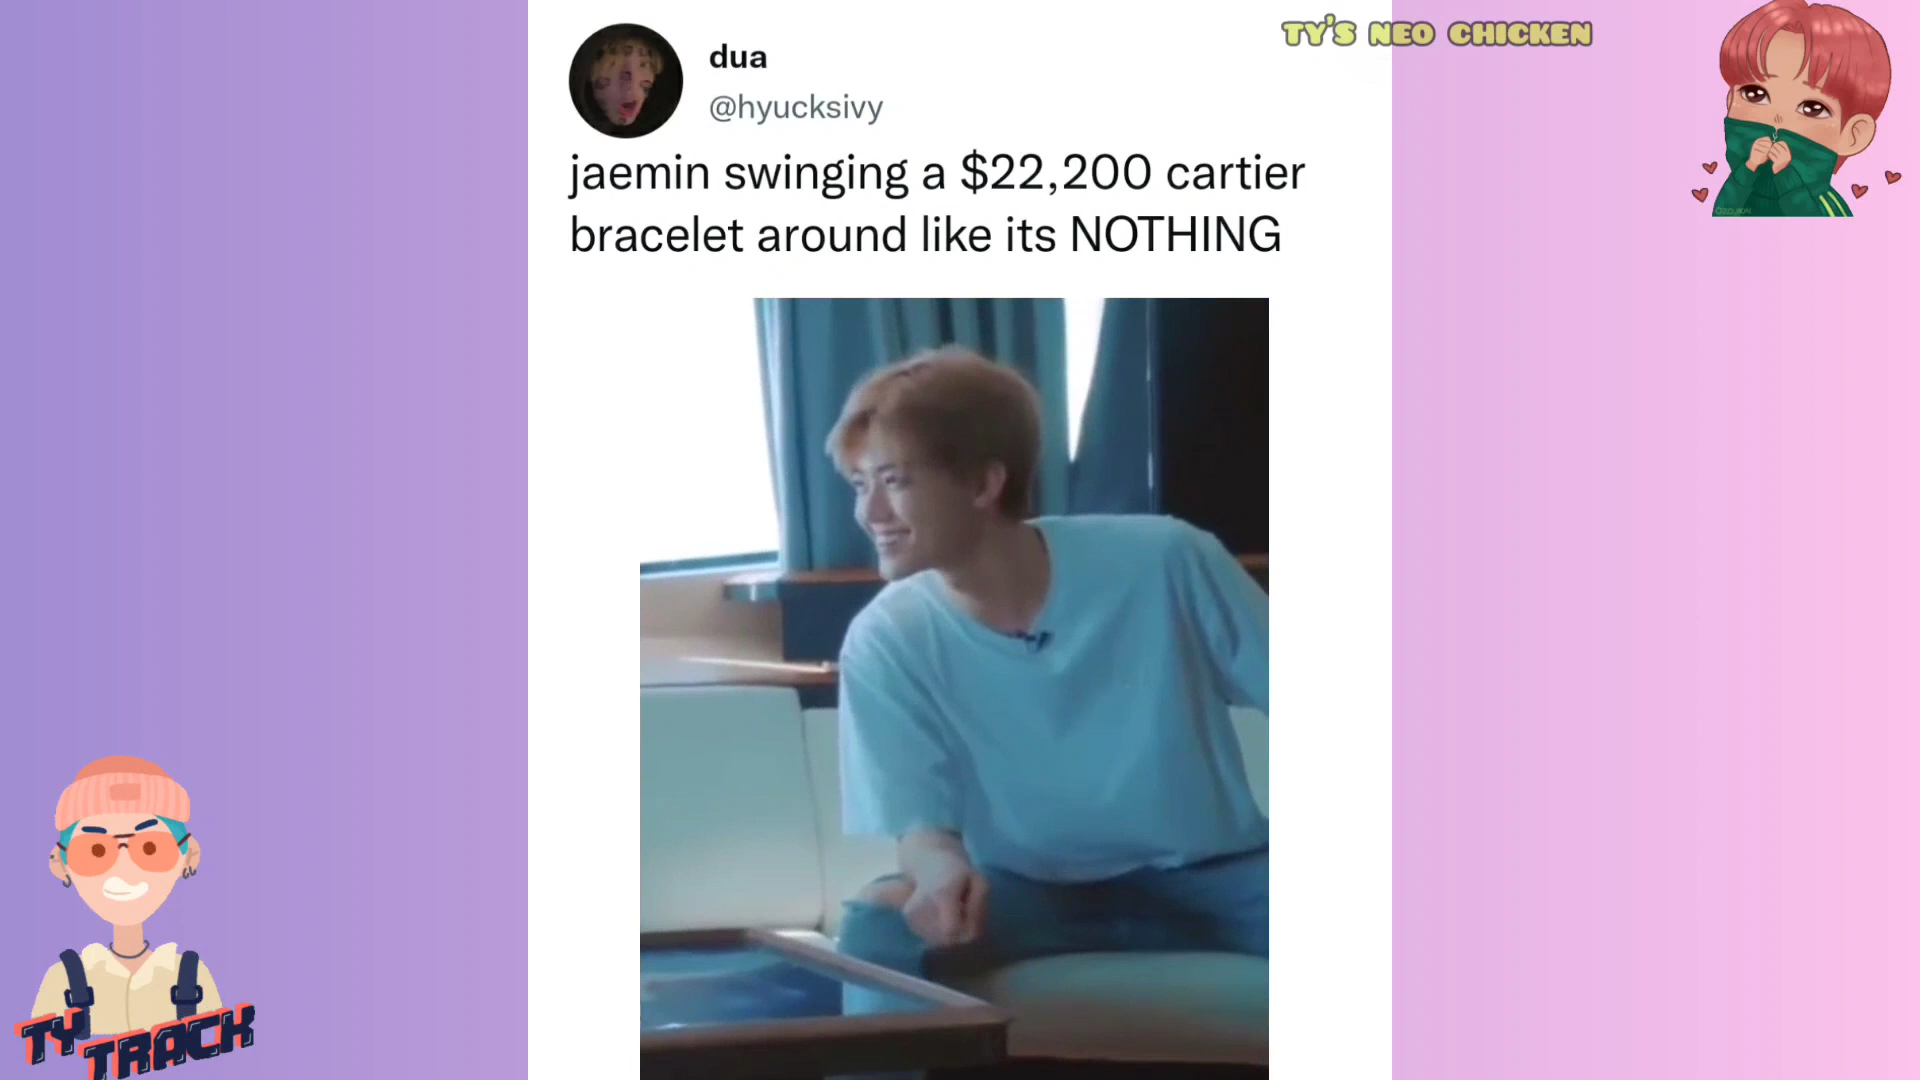 TY'S NEO CHICKEN
dua
@hyucksivy
jaemin swinging a $22,200 cartier
bracelet around like its NOTHING
TY
TRACK